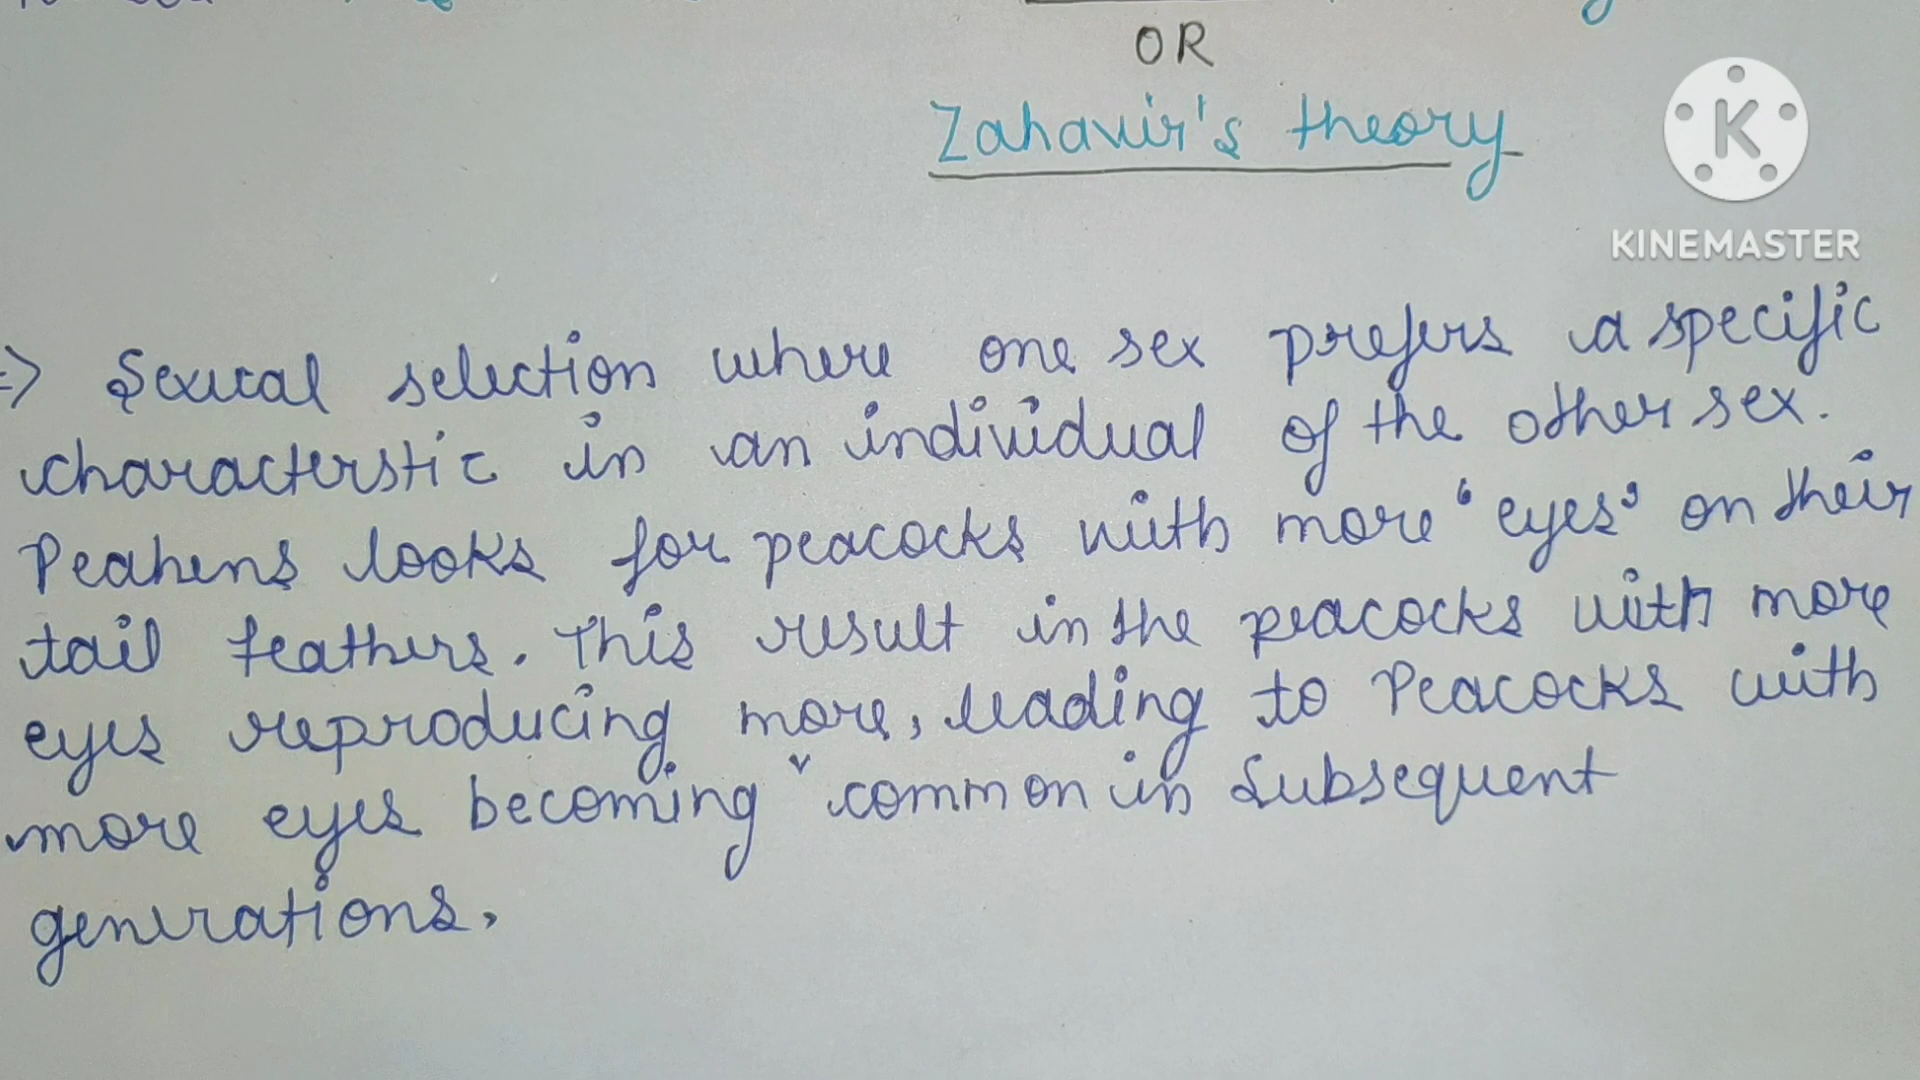 OR
Zahavir's theory
K
KINEMASTER
=> Sexual selection where one sex prefers a specific
characterstic in an individual of the other sex.
Peahens looks for peacocks with more 'eyes' on their
tail feathers. This result in the peacocks with more
eyes reproducing more, leading to Peacocks with
more eyes becoming common in Subsequent
generations.